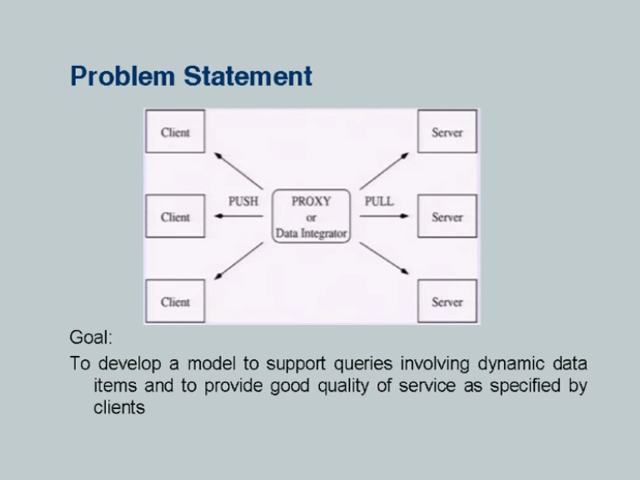 Problem Statement
Client
Server
PUSH
PROXY
PULL
Client
or
Server
Data Integrator
Client
Server
Goal:
To develop a model to support queries involving dynamic data
items and to provide good quality of service as specified by
clients